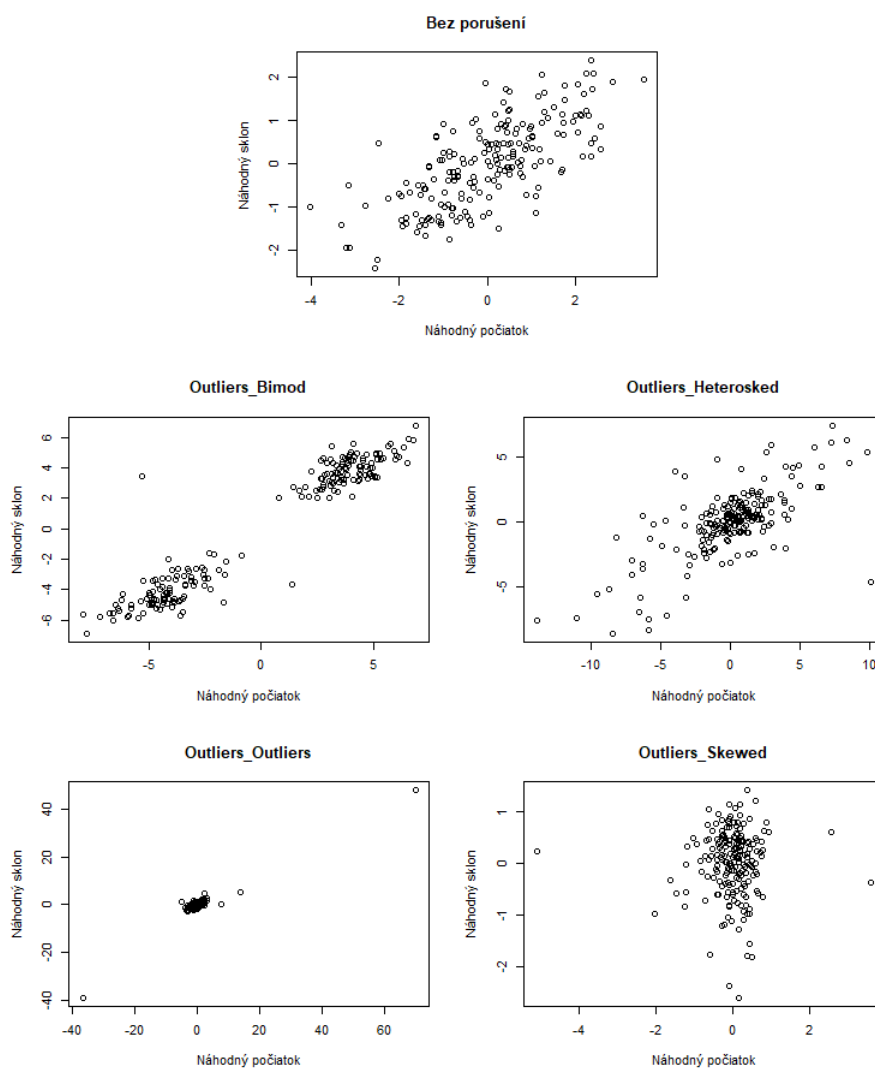 Bez porušení
Náhodný sklon
2
1
0
-1
-2
-4 -2 0 2
Náhodný počiatok
Outliers_Bimod
Náhodný sklon
6
4
2
0
-2
-4
-6
-5 0 5
Náhodný počiatok
Outliers_Heterosked
Náhodný sklon
5
0
-5
-10 -5 0 5 10
Náhodný počiatok
Outliers_Outliers
Náhodný sklon
40
20
0
-20
-40
-40 -20 0 20 40 60
Náhodný počiatok
Outliers_Skewed
Náhodný sklon
1
0
-1
-2
-4 -2 0 2
Náhodný počiatok